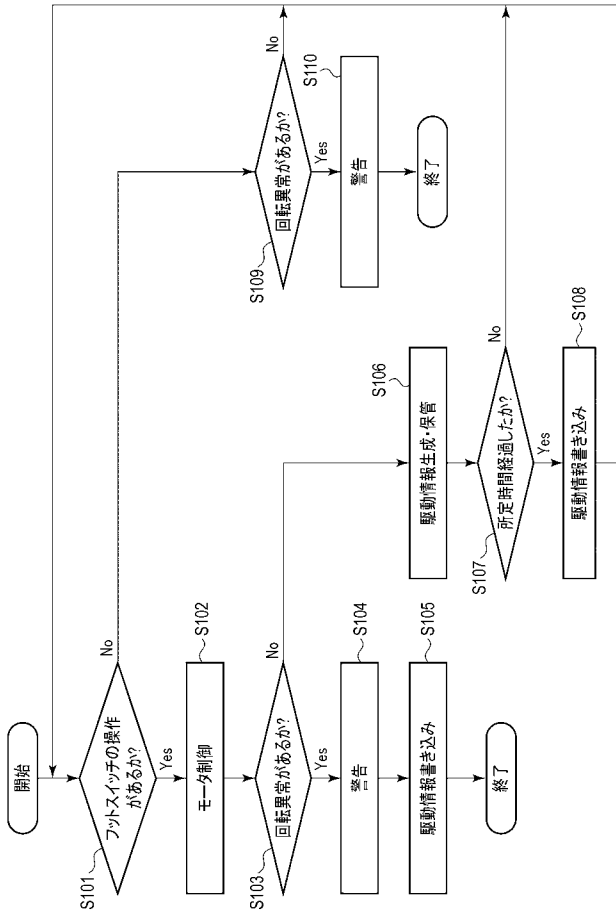 開始
フットスイッチの操作
があるか?
S101
Yes
No
モータ制御
S102
回転異常があるか?
S103
Yes
No
警告
S104
駆動情報書き込み
S105
終了
駆動情報生成・保管
S106
所定時間経過したか?
S107
Yes
No
駆動情報書き込み
S108
回転異常があるか?
S109
Yes
No
警告
S110
終了